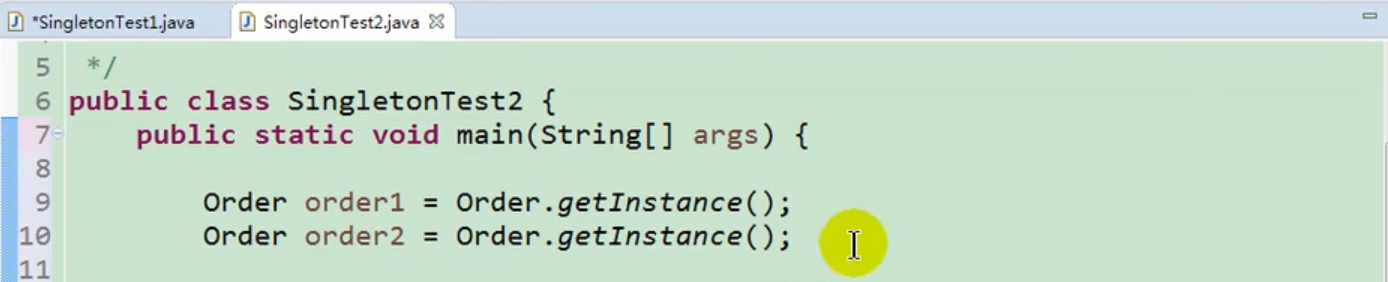 *SingletonTest1.java SingletonTest2.java
5 */
6 public class SingletonTest2 {
7 public static void main(String[] args) {
8
9 Order order1 = Order.getInstance();
10 Order order2 = Order.getInstance();
11